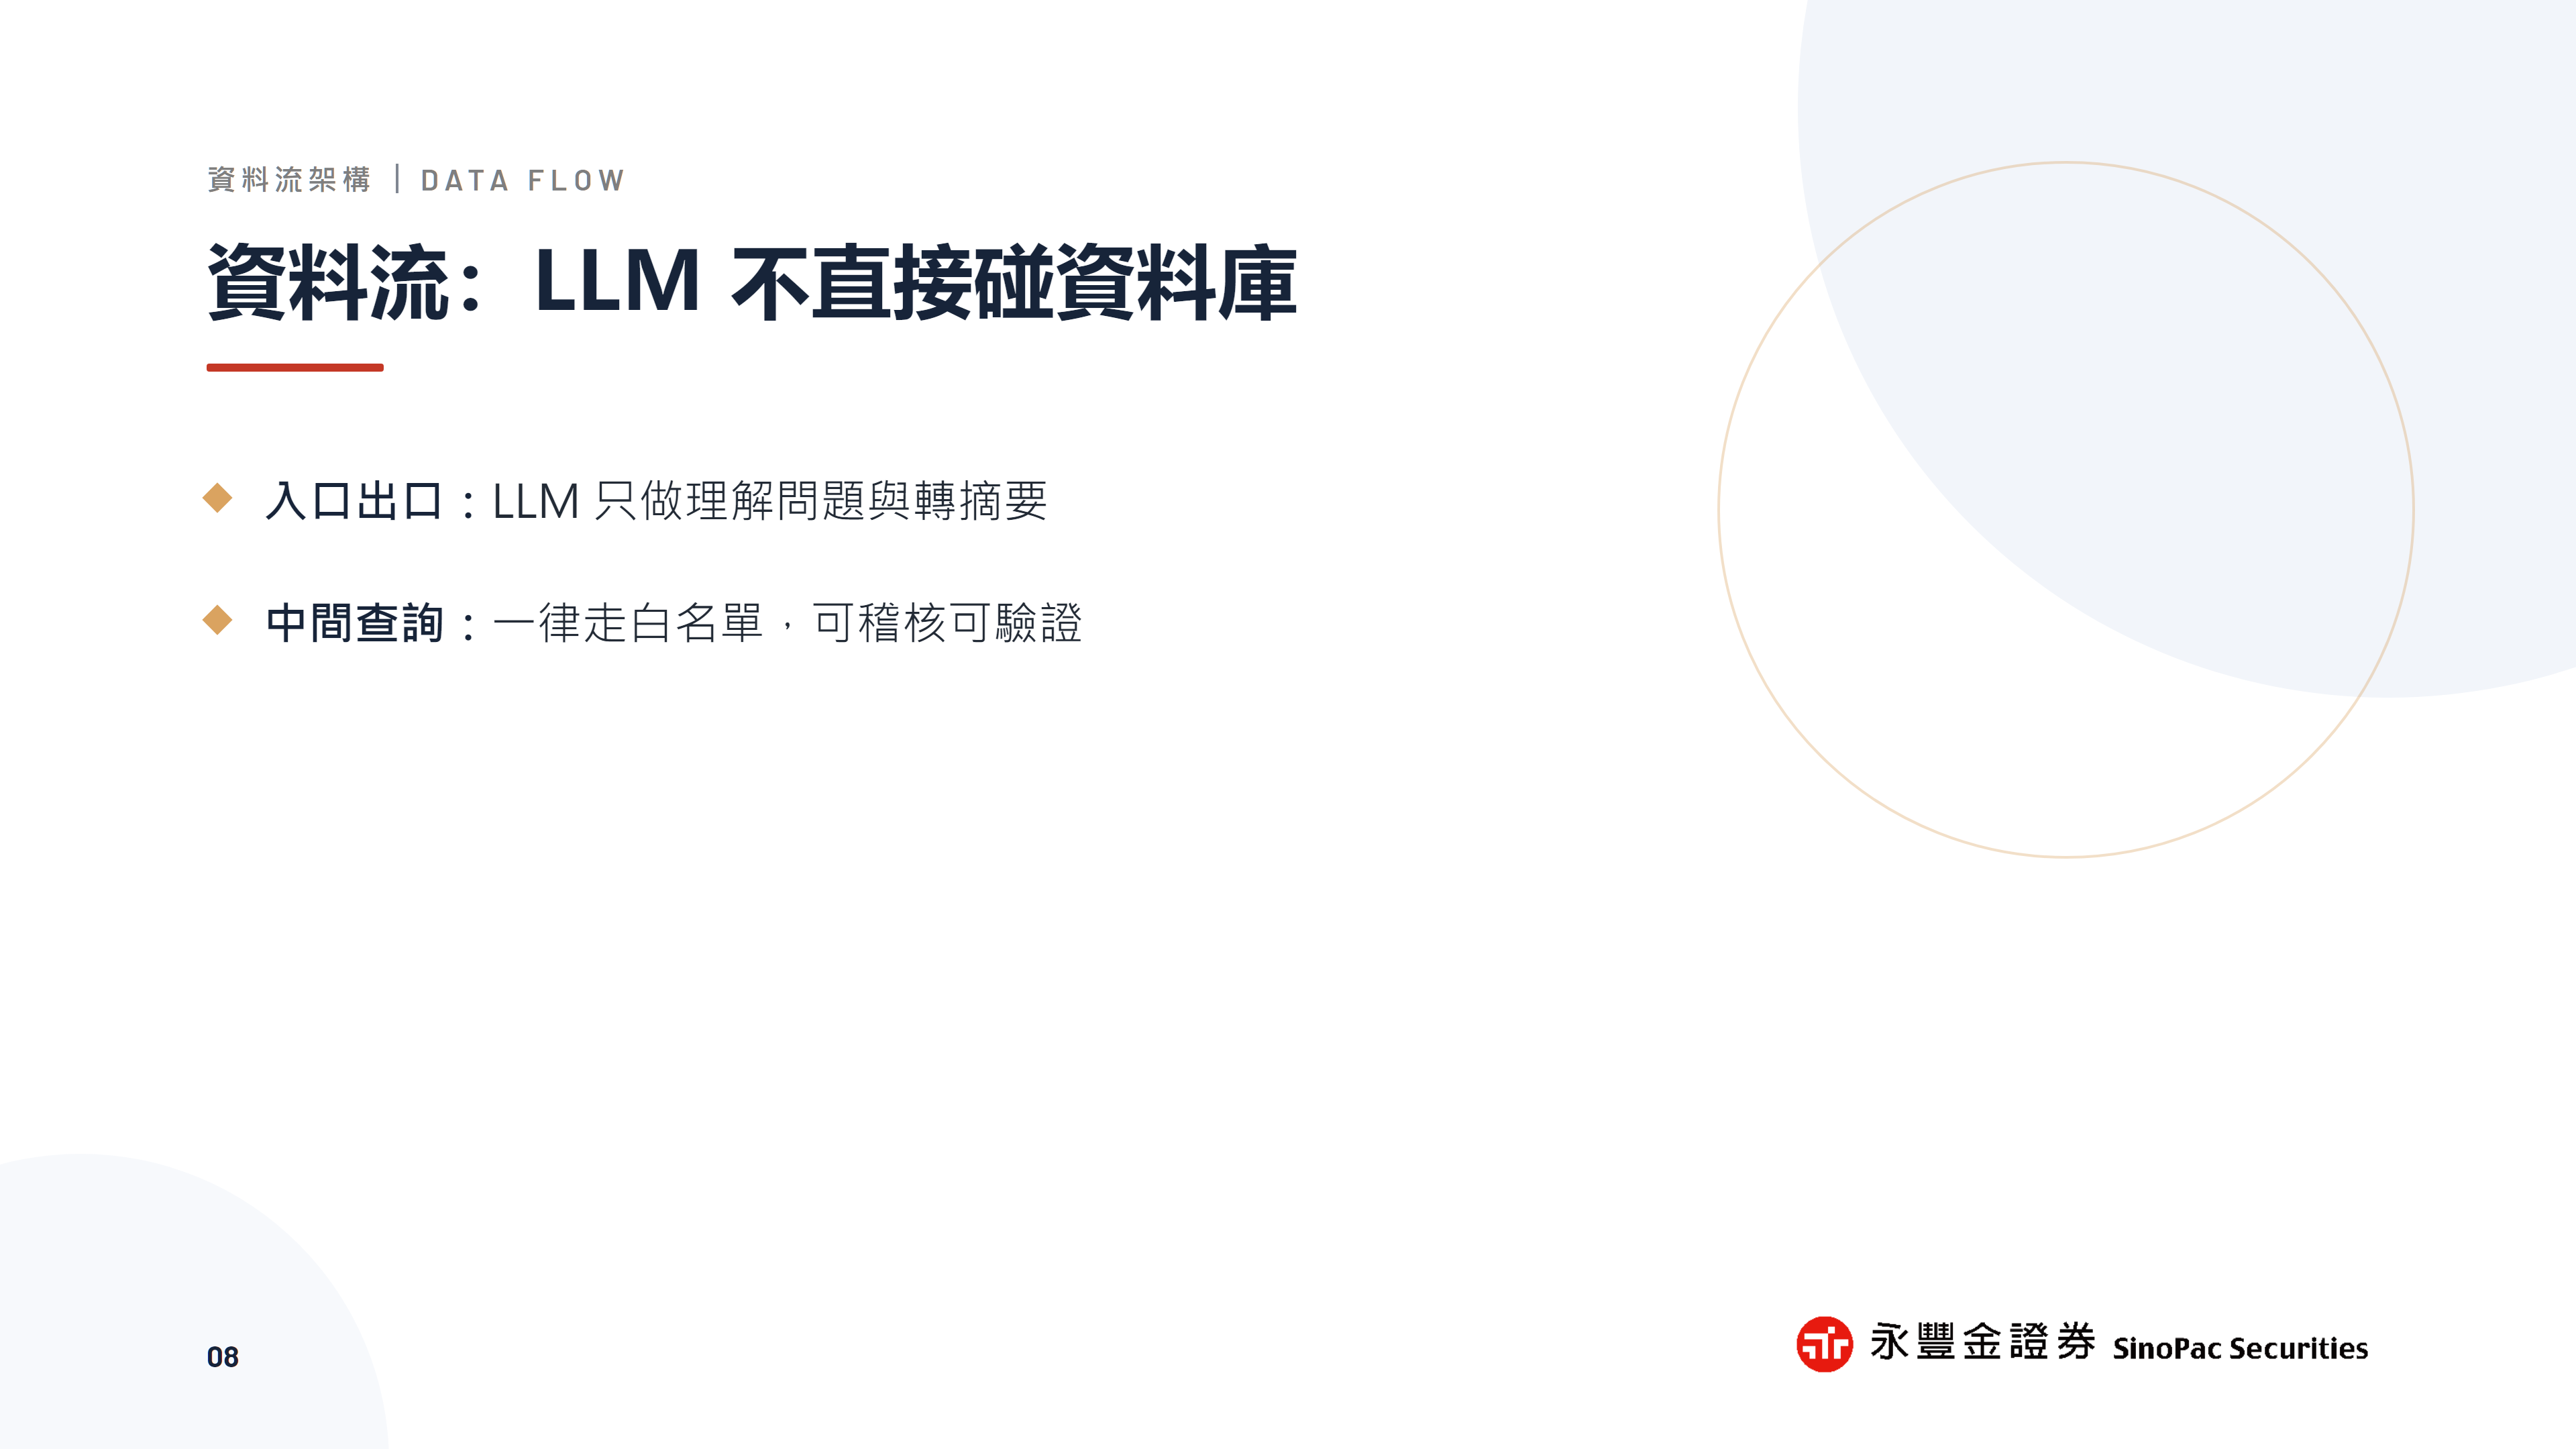 資料流架構 | DATA FLOW
資料流：LLM 不直接碰資料庫
入口出口：LLM 只做理解問題與轉摘要
中間查詢：一律走白名單，可稽核可驗證
08
永豐金證券 SinoPac Securities